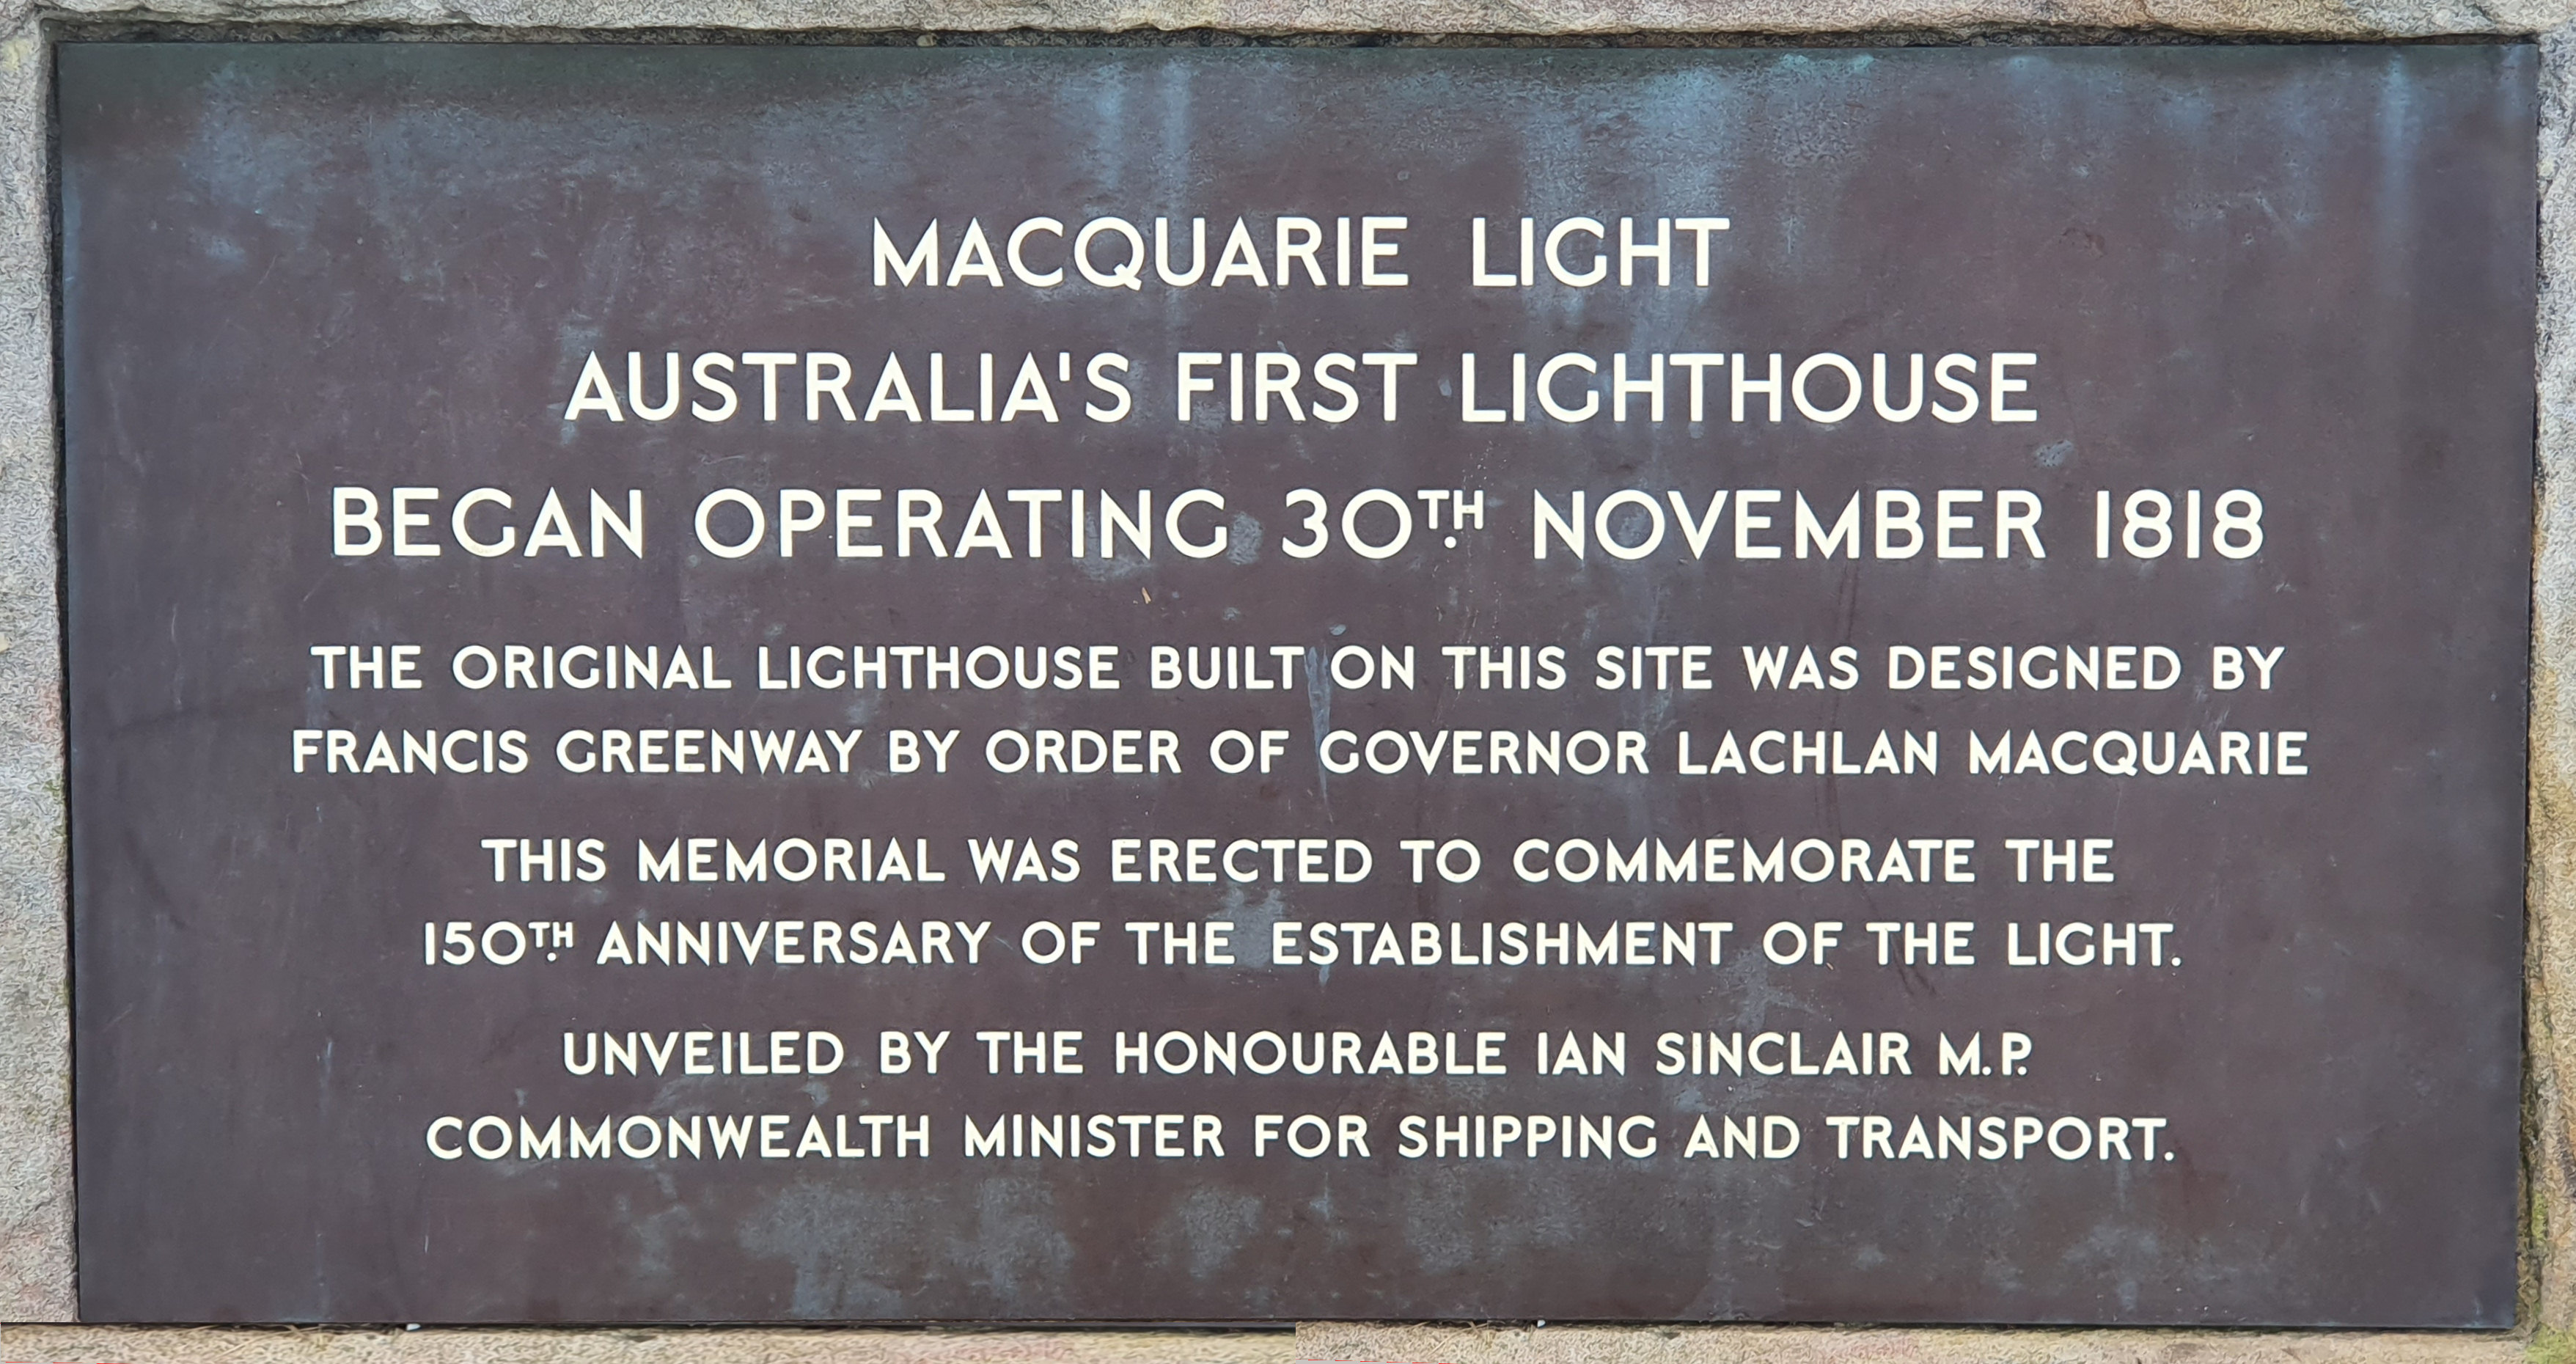 MACQUARIE LIGHT
AUSTRALIA'S FIRST LIGHTHOUSE
BEGAN OPERATING 30TH. NOVEMBER 1818
THE ORIGINAL LIGHTHOUSE BUILT ON THIS SITE WAS DESIGNED BY
FRANCIS GREENWAY BY ORDER OF GOVERNOR LACHLAN MACQUARIE
THIS MEMORIAL WAS ERECTED TO COMMEMORATE THE
150TH. ANNIVERSARY OF THE ESTABLISHMENT OF THE LIGHT.
UNVEILED BY THE HONOURABLE IAN SINCLAIR M.P.
COMMONWEALTH MINISTER FOR SHIPPING AND TRANSPORT.